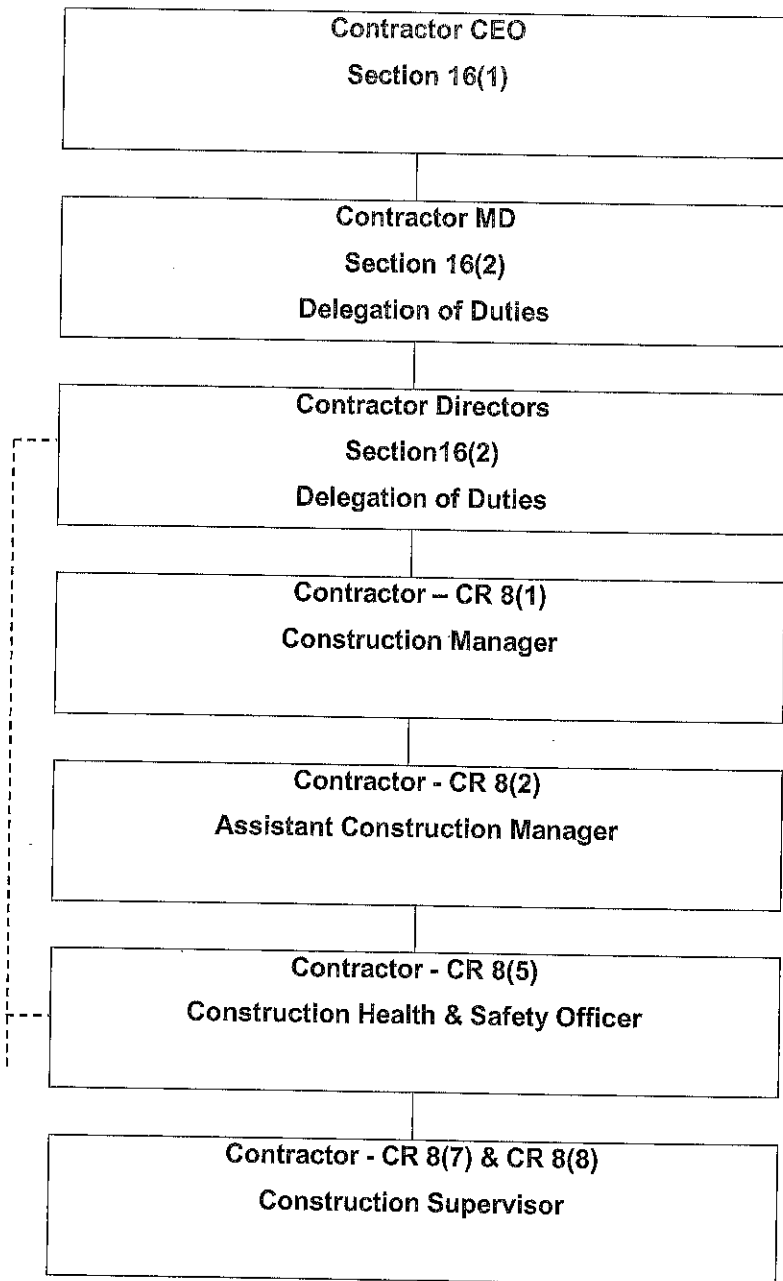 Contractor CEO
Section 16(1)
Contractor MD
Section 16(2)
Delegation of Duties
Contractor Directors
Section16(2)
Delegation of Duties
Contractor – CR 8(1)
Construction Manager
Contractor - CR 8(2)
Assistant Construction Manager
Contractor - CR 8(5)
Construction Health & Safety Officer
Contractor - CR 8(7) & CR 8(8)
Construction Supervisor